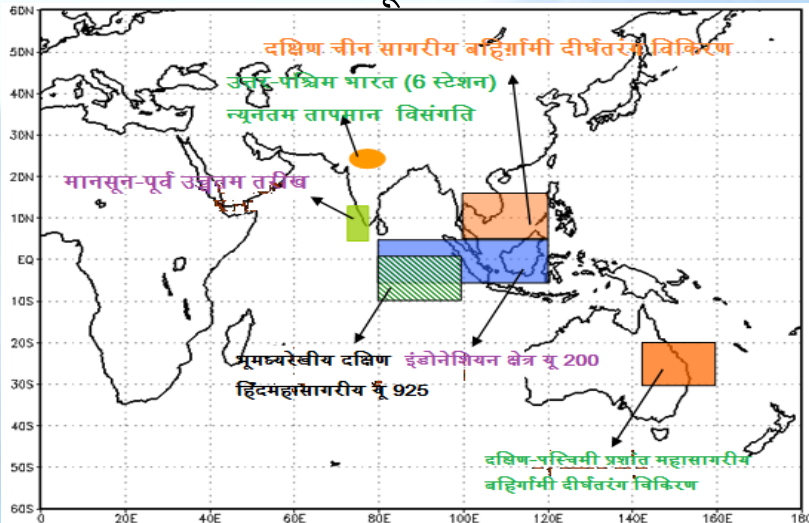 60N
दक्षिण चीन सागरीय बहिर्ग़ामी दीर्घतरंग विकिरण
50N
उत्तर-पश्चिम भारत (6 स्टेशन)
40N
न्यूनतम तापमान विसंगति
30N
मानसून-पूर्व उच्चतम तारीख
20N
10N
EQ
10S
20S
भूमध्यरेखीय दक्षिण इंडोनेशियन क्षेत्र यू 200
30S
हिंदमहासागरीय यू 925
40S
दक्षिण-पश्चिमी प्रशांत महासागरीय
50S
बहिर्गामी दीर्घतरंग विकिरण
60S
0 20E 40E 60E 80E 100E 120E 140E 160E 180